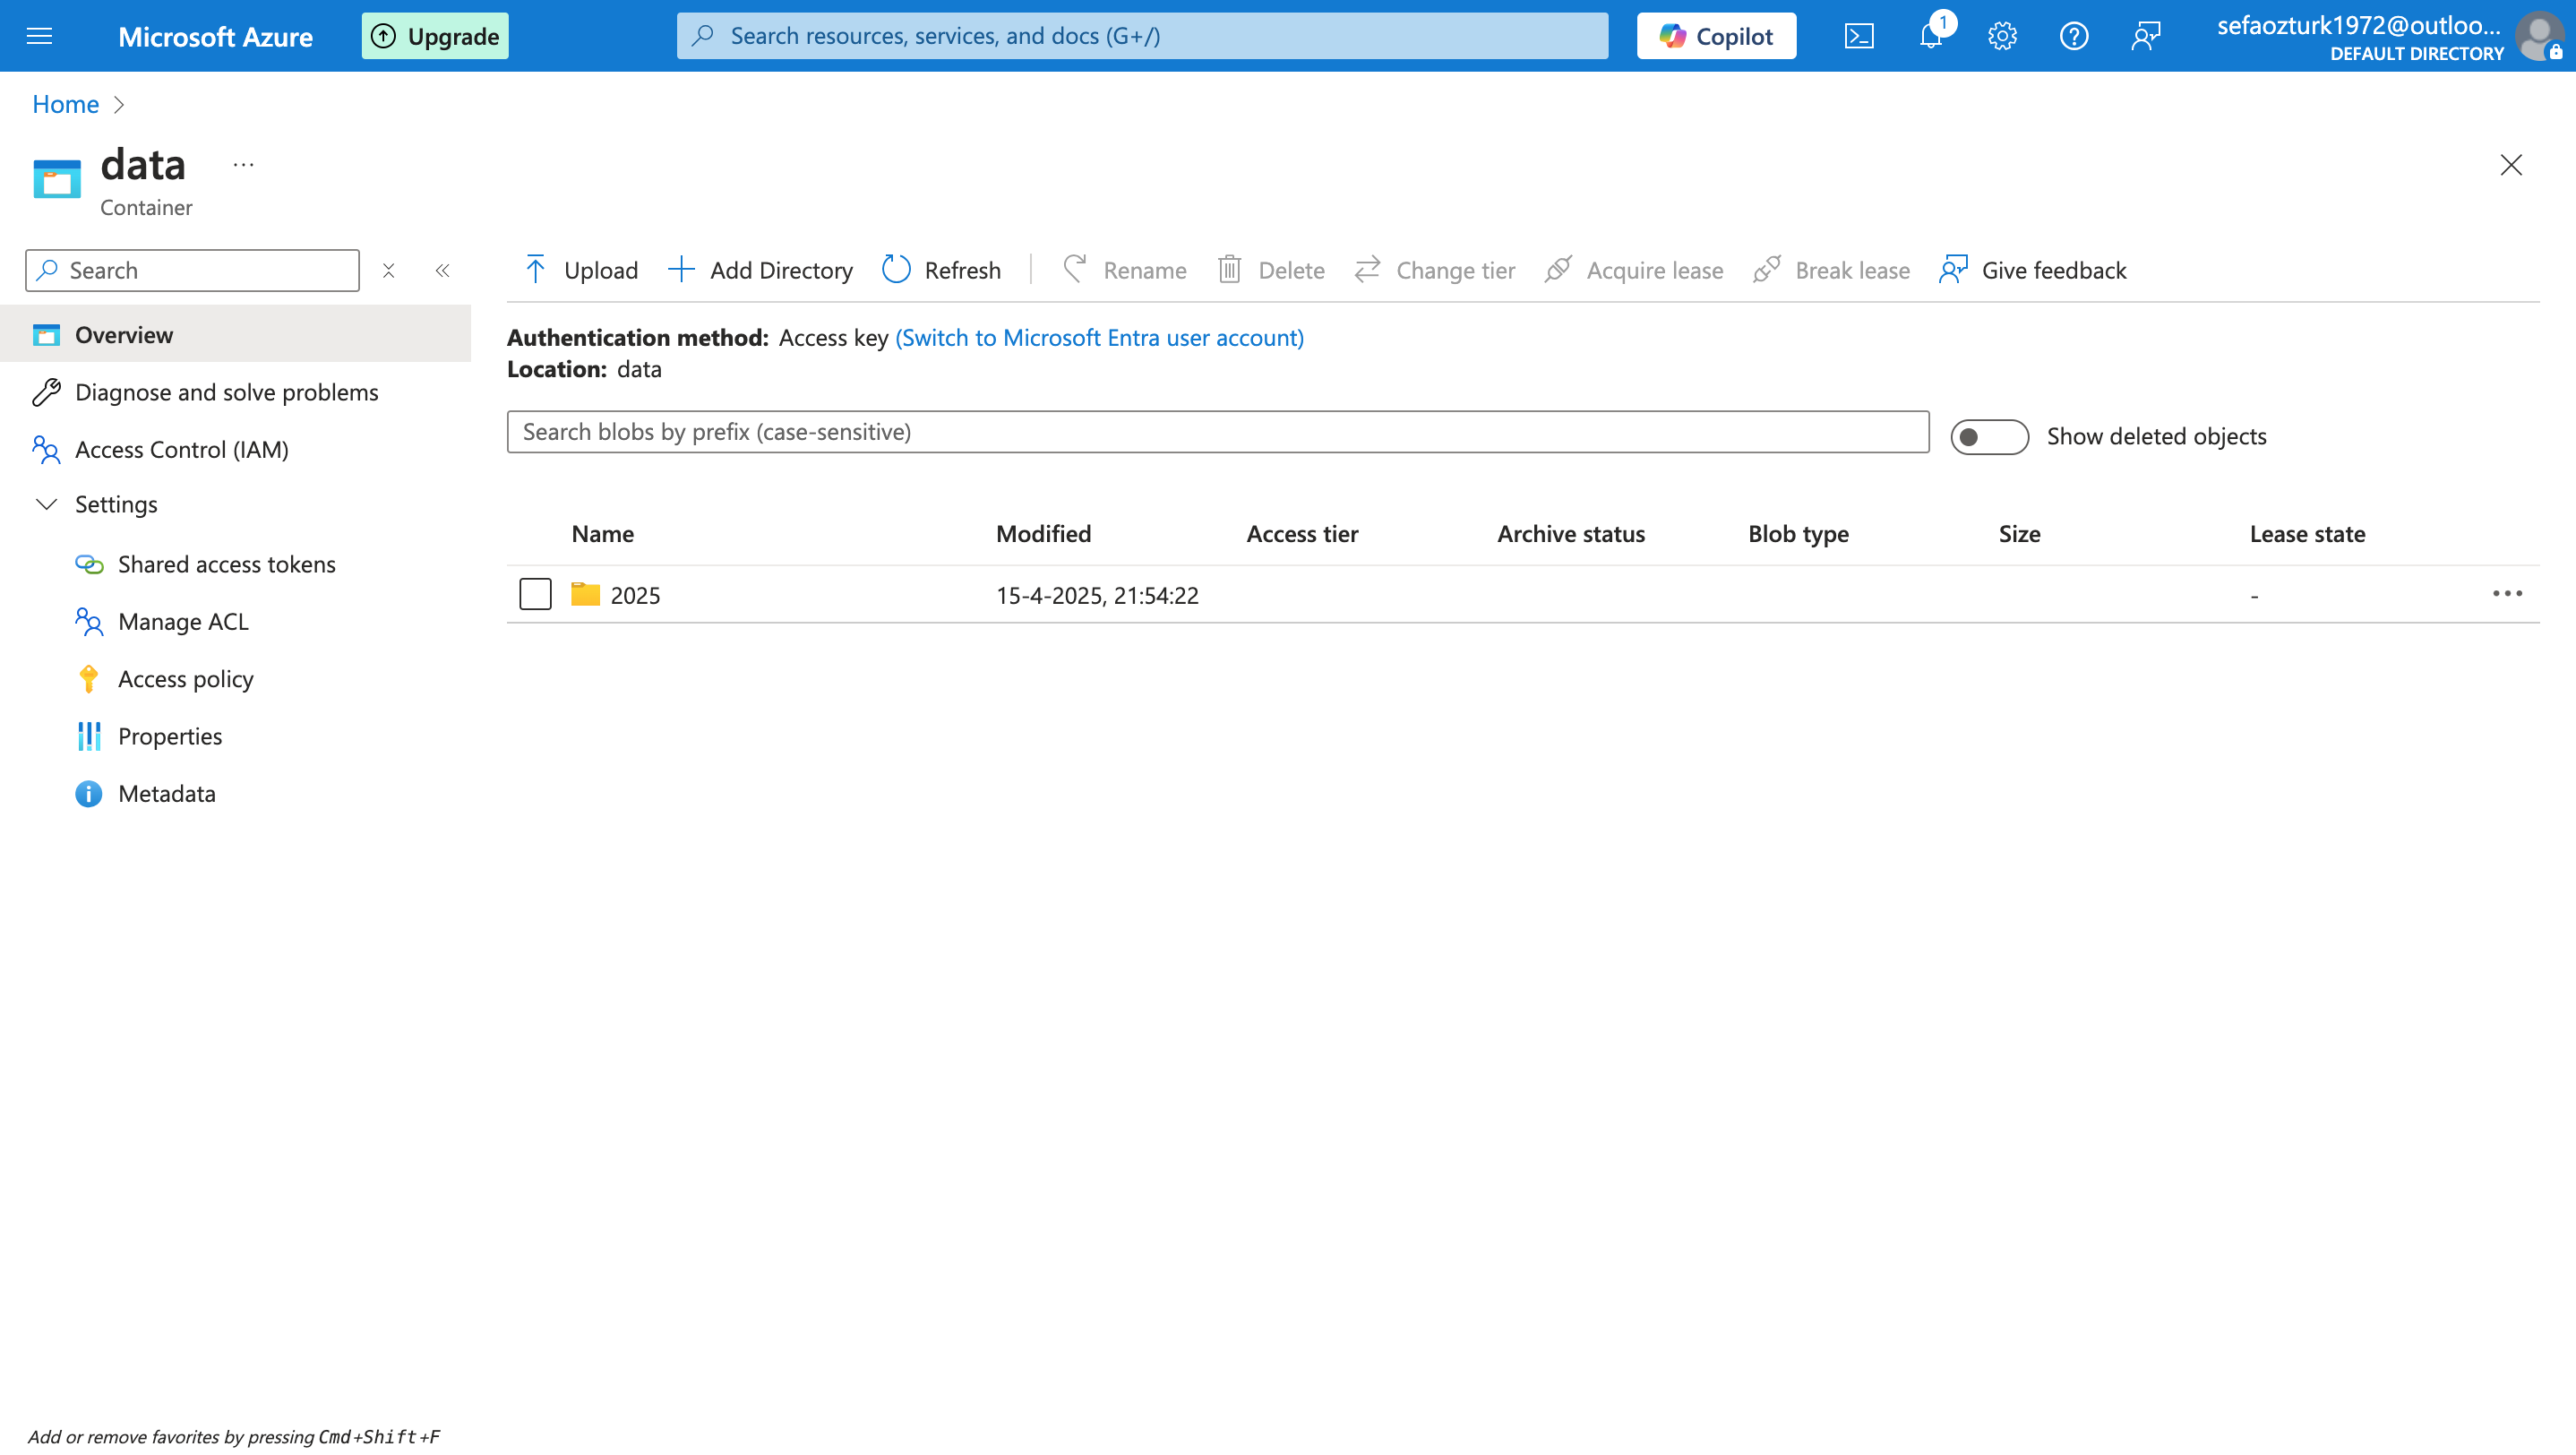 Microsoft Azure
Upgrade
Search resources, services, and docs (G+/)
Copilot
1
sefaozturk1972@outloo...
DEFAULT DIRECTORY
Home
data
...
Container
Search
Overview
Diagnose and solve problems
Access Control (IAM)
Settings
Shared access tokens
Manage ACL
Access policy
Properties
Metadata
Upload
Add Directory
Refresh
Rename
Delete
Change tier
Acquire lease
Break lease
Give feedback
Authentication method: Access key (Switch to Microsoft Entra user account)
Location: data
Search blobs by prefix (case-sensitive)
Show deleted objects
Name Modified Access tier Archive status Blob type Size Lease state
2025 15-4-2025, 21:54:22 -
Add or remove favorites by pressing Cmd+Shift+F